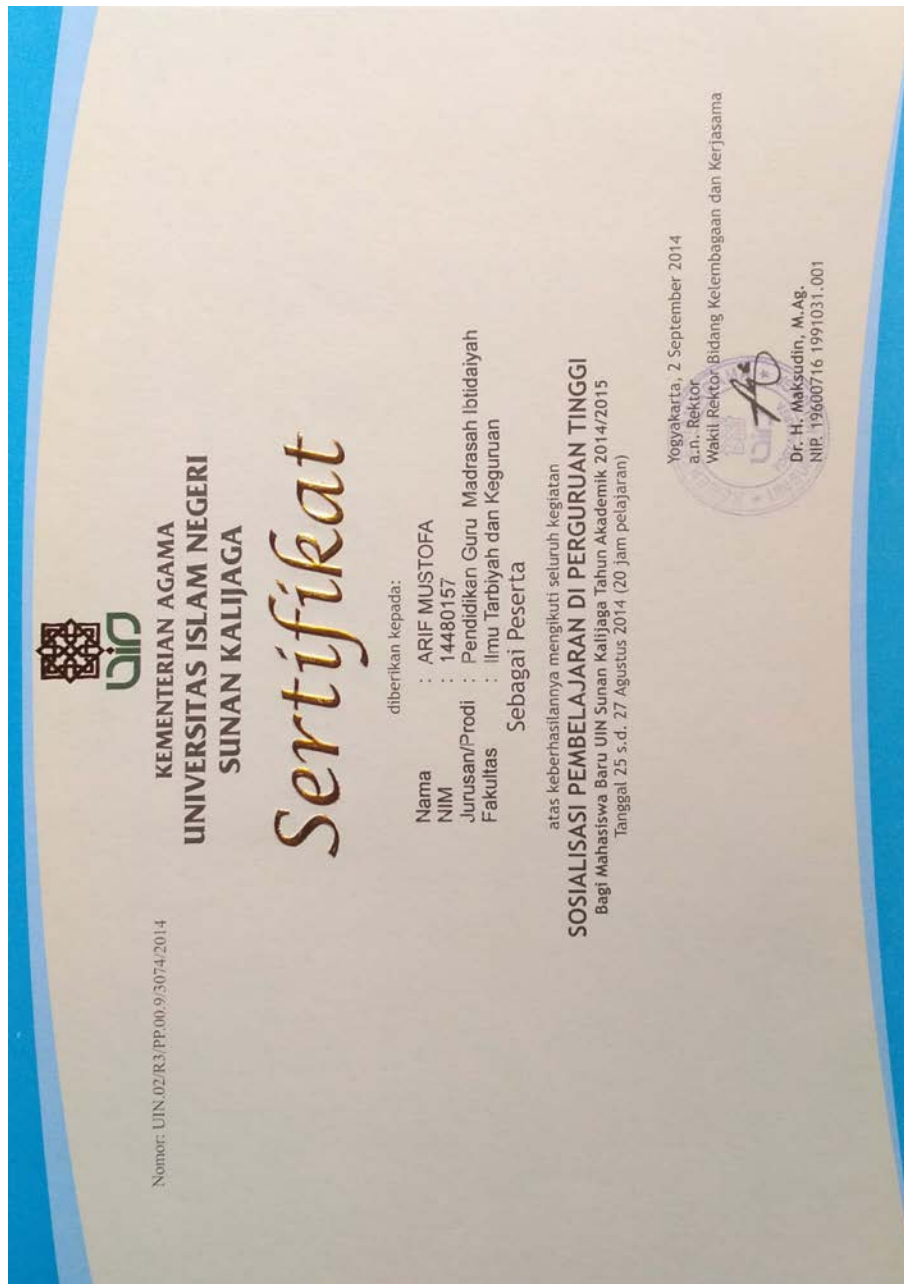 Nomor: UIN.02/R3/PP.00.9/3074/2014
uin
KEMENTERIAN AGAMA
UNIVERSITAS ISLAM NEGERI
SUNAN KALIJAGA
Sertifikat
diberikan kepada:
Nama : ARIF MUSTOFA
NIM : 14480157
Jurusan/Prodi : Pendidikan Guru Madrasah Ibtidaiyah
Fakultas : Ilmu Tarbiyah dan Keguruan
Sebagai Peserta
atas keberhasilannya mengikuti seluruh kegiatan
SOSIALISASI PEMBELAJARAN DI PERGURUAN TINGGI
Bagi Mahasiswa Baru UIN Sunan Kalijaga Tahun Akademik 2014/2015
Tanggal 25 s.d. 27 Agustus 2014 (20 jam pelajaran)
Yogyakarta, 2 September 2014
a.n. Rektor
Wakil Rektor Bidang Kelembagaan dan Kerjasama
Dr. H. Maksudin, M.Ag.
NIP. 19600716 1991031.001